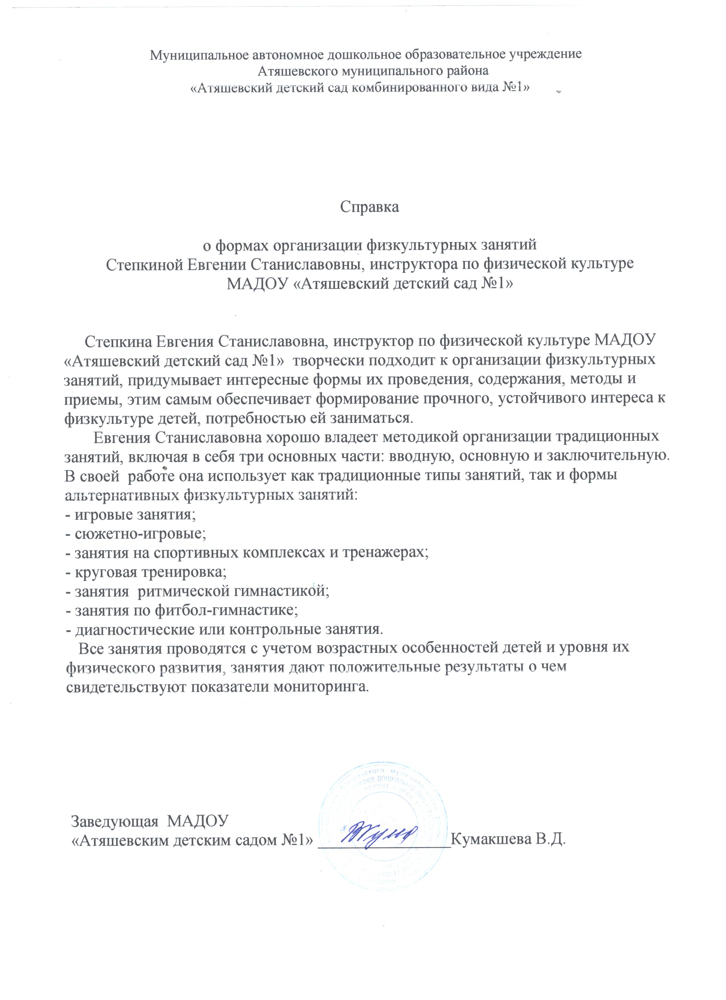 Муниципальное автономное дошкольное образовательное учреждение
Атяшевского муниципального района
«Атяшевский детский сад комбинированного вида №1»
Справка
о формах организации физкультурных занятий
Степкиной Евгении Станиславовны, инструктора по физической культуре
МАДОУ «Атяшевский детский сад №1»
Степкина Евгения Станиславовна, инструктор по физической культуре МАДОУ
«Атяшевский детский сад №1» творчески подходит к организации физкультурных
занятий, придумывает интересные формы их проведения, содержания, методы и
приемы, этим самым обеспечивает формирование прочного, устойчивого интереса к
физкультуре детей, потребностью ей заниматься.
Евгения Станиславовна хорошо владеет методикой организации традиционных
занятий, включая в себя три основных части: вводную, основную и заключительную.
В своей работе она использует как традиционные типы занятий, так и формы
альтернативных физкультурных занятий:
- игровые занятия;
- сюжетно-игровые;
- занятия на спортивных комплексах и тренажерах;
- круговая тренировка;
- занятия ритмической гимнастикой;
- занятия по фитбол-гимнастике;
- диагностические или контрольные занятия.
Все занятия проводятся с учетом возрастных особенностей детей и уровня их
физического развития, занятия дают положительные результаты о чем
свидетельствуют показатели мониторинга.
Заведующая МАДОУ
«Атяшевским детским садом №1» Кумакшева В.Д.